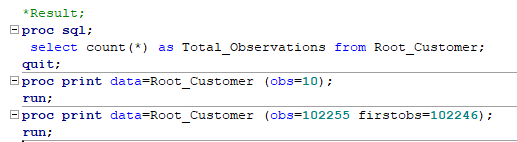 *Result;
proc sql;
select count(*) as Total_Observations from Root_Customer;
quit;
proc print data=Root_Customer (obs=10);
run;
proc print data=Root_Customer (obs=102255 firstobs=102246);
run;